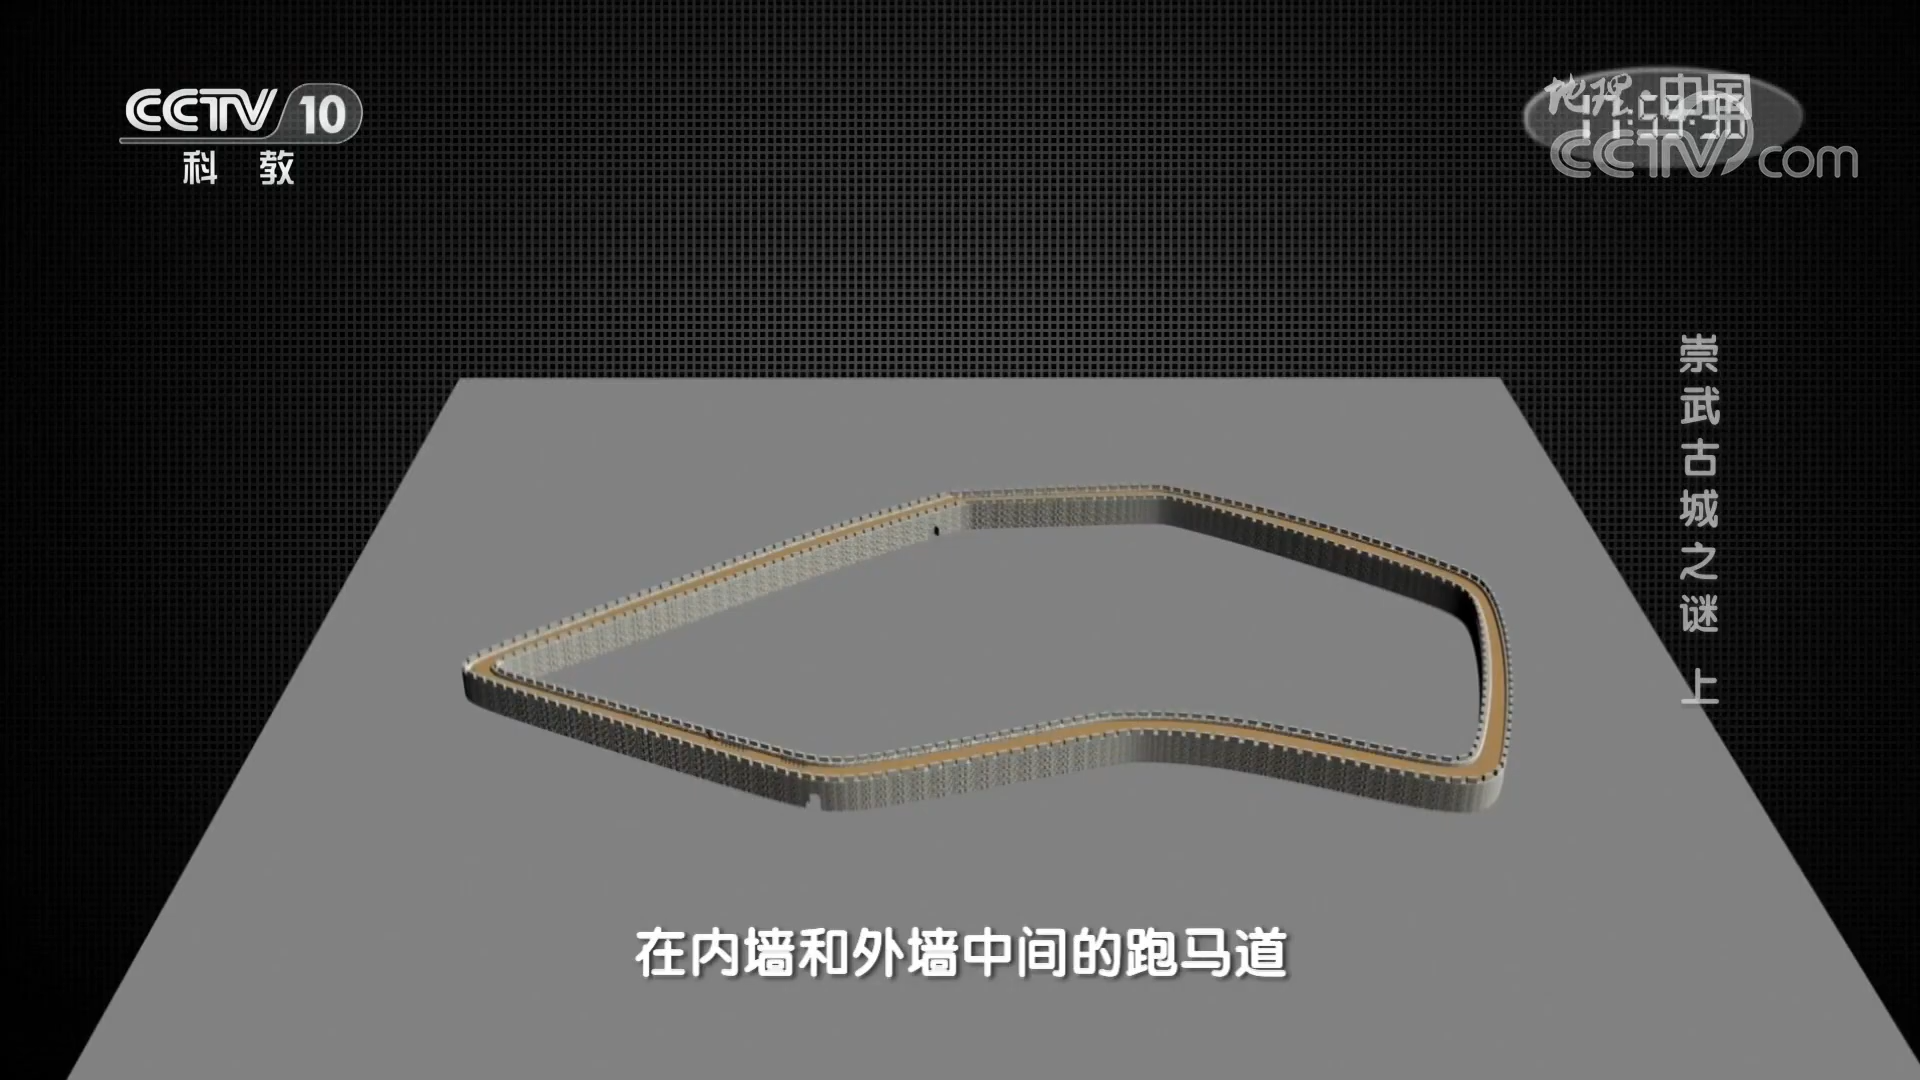 CCTV 10
科 教
地理·中国
CCTV com
崇武古城之谜 上
在内墙和外墙中间的跑马道